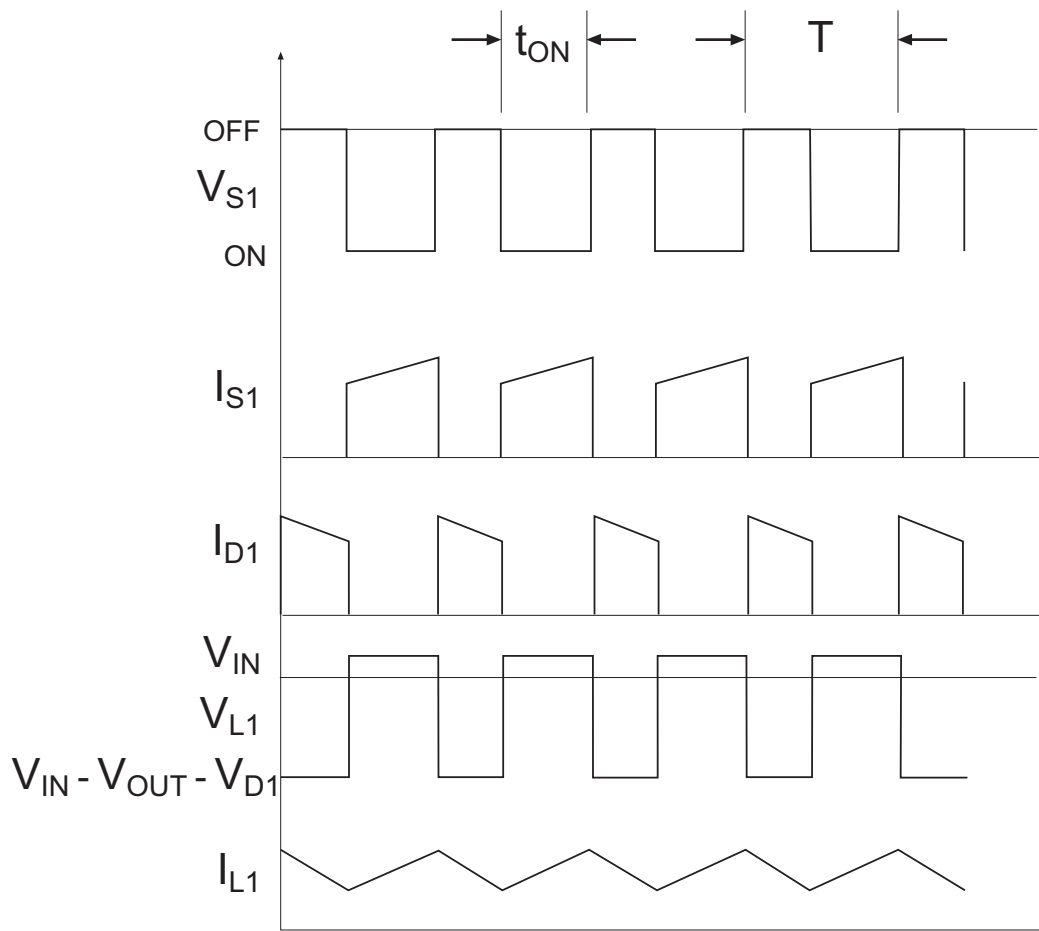 tON T
OFF
VS1
ON
IS1
ID1
VIN
VL1
VIN - VOUT - VD1
IL1